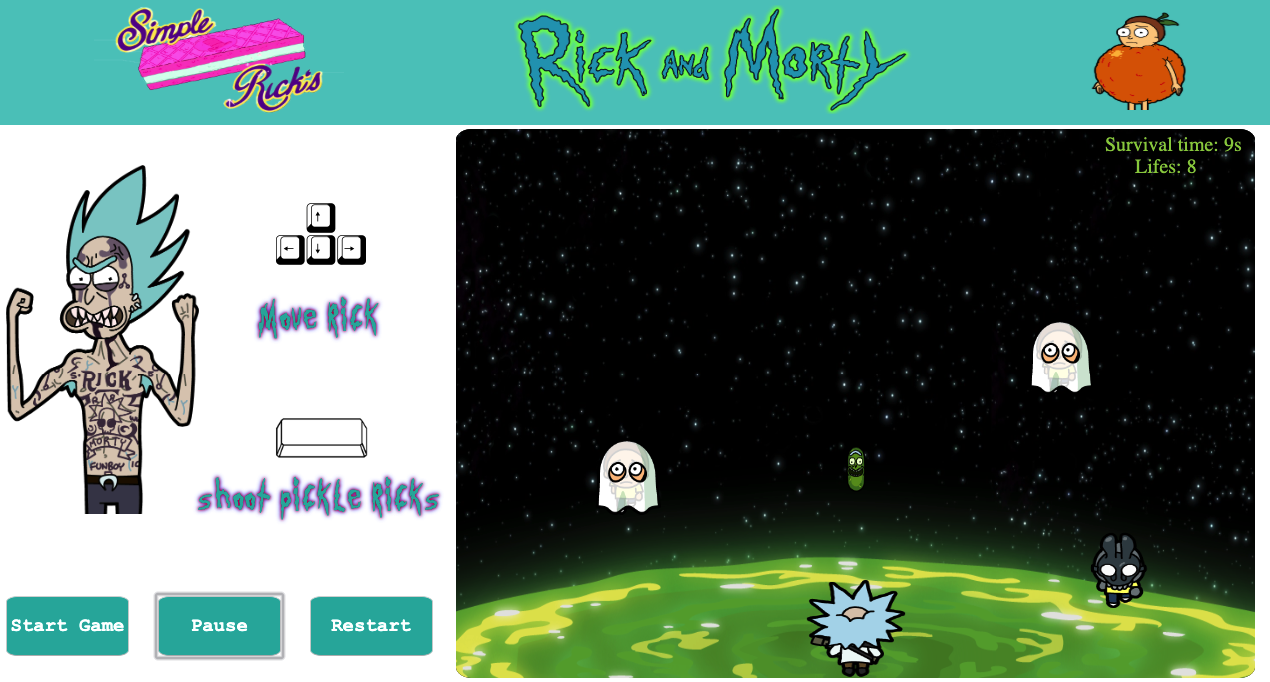 Simple
Rick's
Rick and Morty
Survival time: 9s
Lifes: 8
↑
← ↓ →
Move Rick
RICK
MORTY
FUNBOY
shoot pickle Ricks
Start Game
Pause
Restart